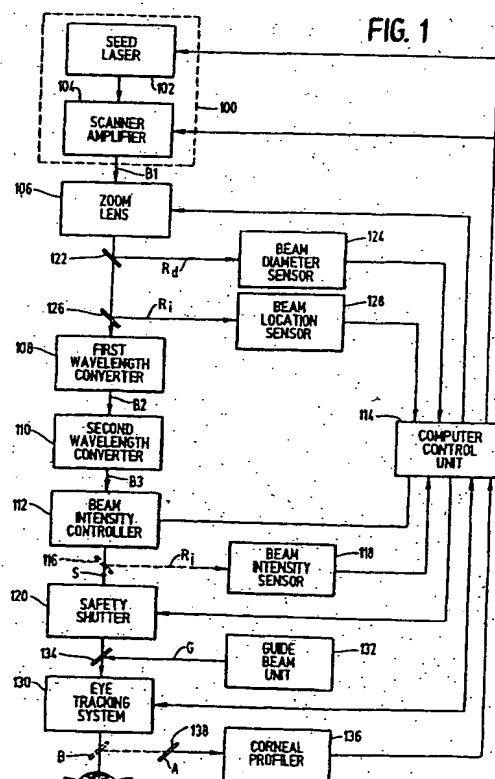 FIG. 1
SEED
LASER
102
104
100
SCANNER
AMPLIFIER
B1
106
ZOOM
LENS
122
Rd
124
BEAM
DIAMETER
SENSOR
126
Ri
128
BEAM
LOCATION
SENSOR
108
FIRST
WAVELENGTH
CONVERTER
B2
114
COMPUTER
CONTROL
UNIT
110
SECOND
WAVELENGTH
CONVERTER
B3
112
BEAM
INTENSITY
CONTROLLER
116
S
Ri
118
BEAM
INTENSITY
SENSOR
120
SAFETY
SHUTTER
134
G
132
GUIDE
BEAM
UNIT
130
EYE
TRACKING
SYSTEM
B
138
A
136
CORNEAL
PROFILER